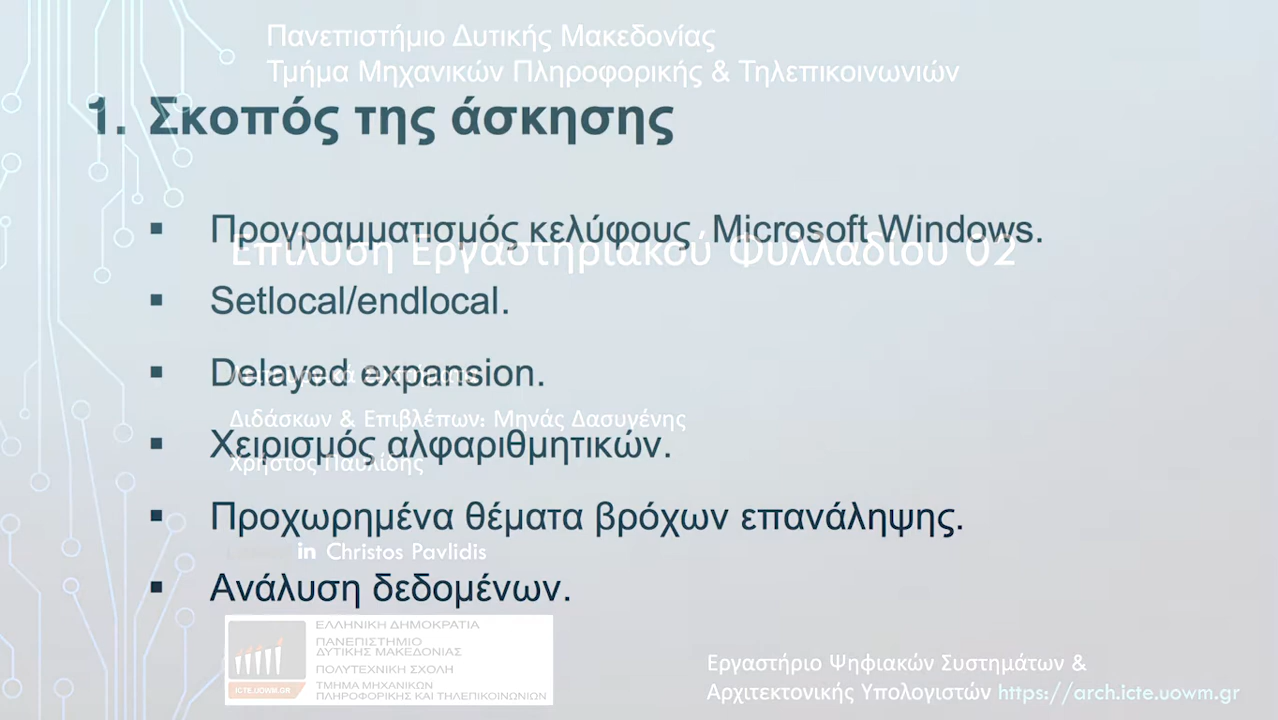 Πανεπιστήμιο Δυτικής Μακεδονίας
Τμήμα Μηχανικών Πληροφορικής & Τηλεπικοινωνιών
1. Σκοπός της άσκησης
▪ Προγραμματισμός κελύφους Microsoft Windows.
Επίλυση Εργαστηριακού Φυλλαδίου 02
▪ Setlocal/endlocal.
▪ Delayed expansion.
Διδάσκων & Επιβλέπων: Μηνάς Δασυγένης
▪ Χειρισμός αλφαριθμητικών.
Χρήστος Παυλίδης
▪ Προχωρημένα θέματα βρόχων επανάληψης.
in Christos Pavlidis
▪ Ανάλυση δεδομένων.
ΕΛΛΗΝΙΚΗ ΔΗΜΟΚΡΑΤΙΑ
ΠΑΝΕΠΙΣΤΗΜΙΟ
ΔΥΤΙΚΗΣ ΜΑΚΕΔΟΝΙΑΣ
ΠΟΛΥΤΕΧΝΙΚΗ ΣΧΟΛΗ
ΤΜΗΜΑ ΜΗΧΑΝΙΚΩΝ
ΠΛΗΡΟΦΟΡΙΚΗΣ ΚΑΙ ΤΗΛΕΠΙΚΟΙΝΩΝΙΩΝ
ICTE.UOWM.GR
Εργαστήριο Ψηφιακών Συστημάτων &
Αρχιτεκτονικής Υπολογιστών https://arch.icte.uowm.gr